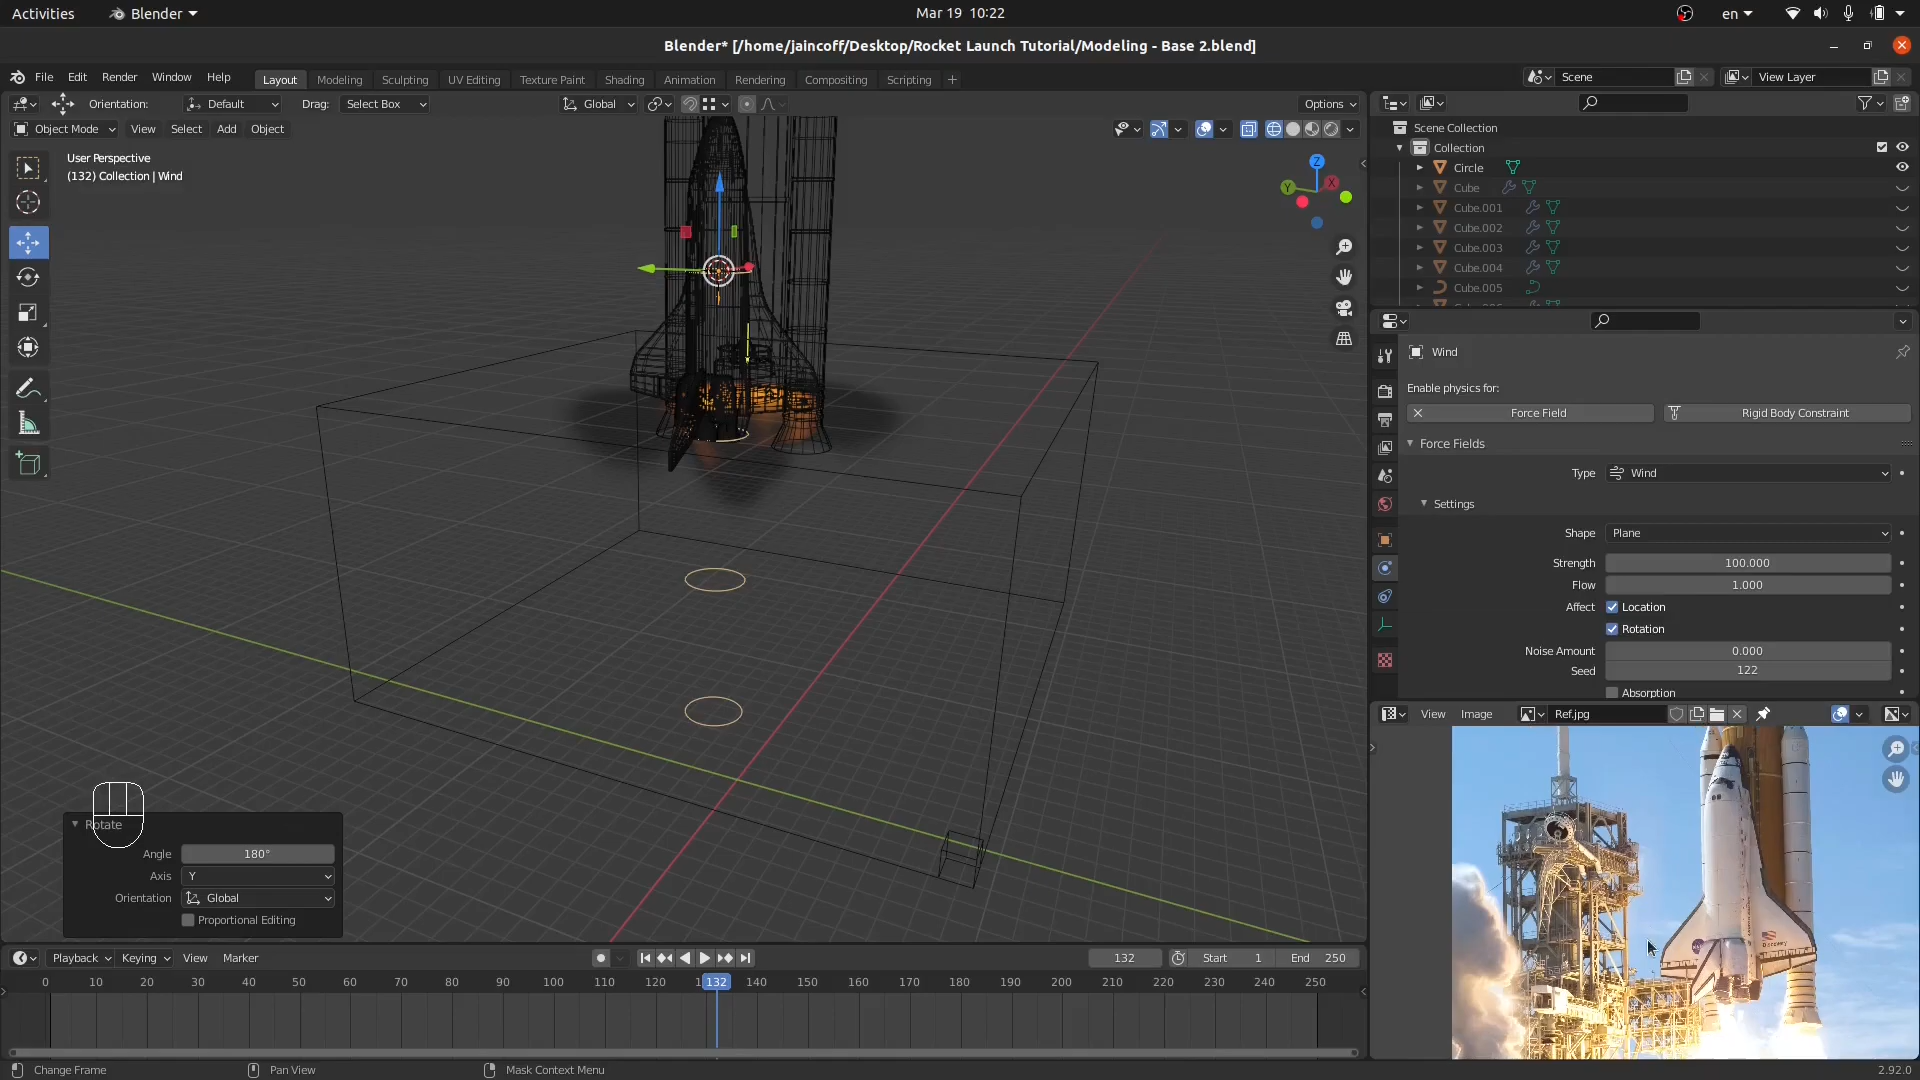 Activities
Blender
Mar 19 10:22
en
Blender* [/home/jaincoff/Desktop/Rocket Launch Tutorial/Modeling - Base 2.blend]
File Edit Render Window Help
Layout Modeling Sculpting UV Editing Texture Paint Shading Animation Rendering Compositing Scripting +
Scene
View Layer
Orientation: Default Drag: Select Box
Global
Options
Object Mode View Select Add Object
User Perspective
(132) Collection | Wind
Z
Y
X
Scene Collection
Collection
Circle
Cube
Cube.001
Cube.002
Cube.003
Cube.004
Cube.005
Wind
Enable physics for:
Force Field
Rigid Body Constraint
Force Fields
Type Wind
Settings
Shape Plane
Strength 100.000
Flow 1.000
Affect Location
Rotation
Noise Amount 0.000
Seed 122
Absorption
View Image Ref.jpg
Rotate
Angle 180°
Axis Y
Orientation Global
Proportional Editing
Playback Keying View Marker
132
Start 1
End 250
0 10 20 30 40 50 60 70 80 90 100 110 120 132 140 150 160 170 180 190 200 210 220 230 240 250
Change Frame
Pan View
Mask Context Menu
2.92.0